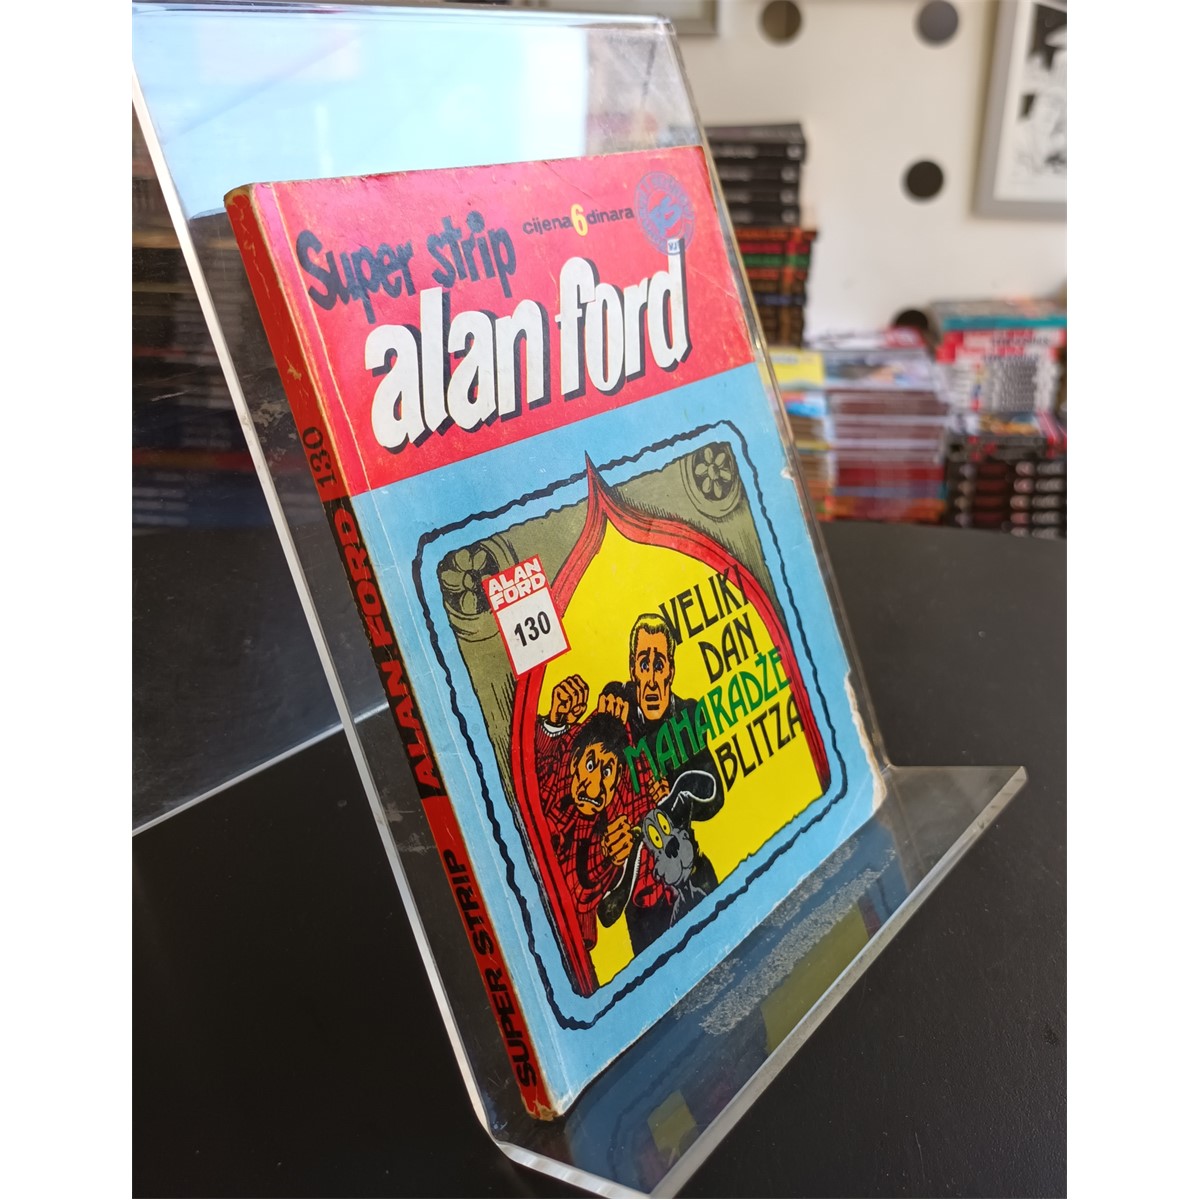 Super strip
cijena 6 dinara
alan ford
ALAN
FORD
130
VELIKI
DAN
MAHARADŽE
BLITZA
SUPER STRIP ALAN FORD 130